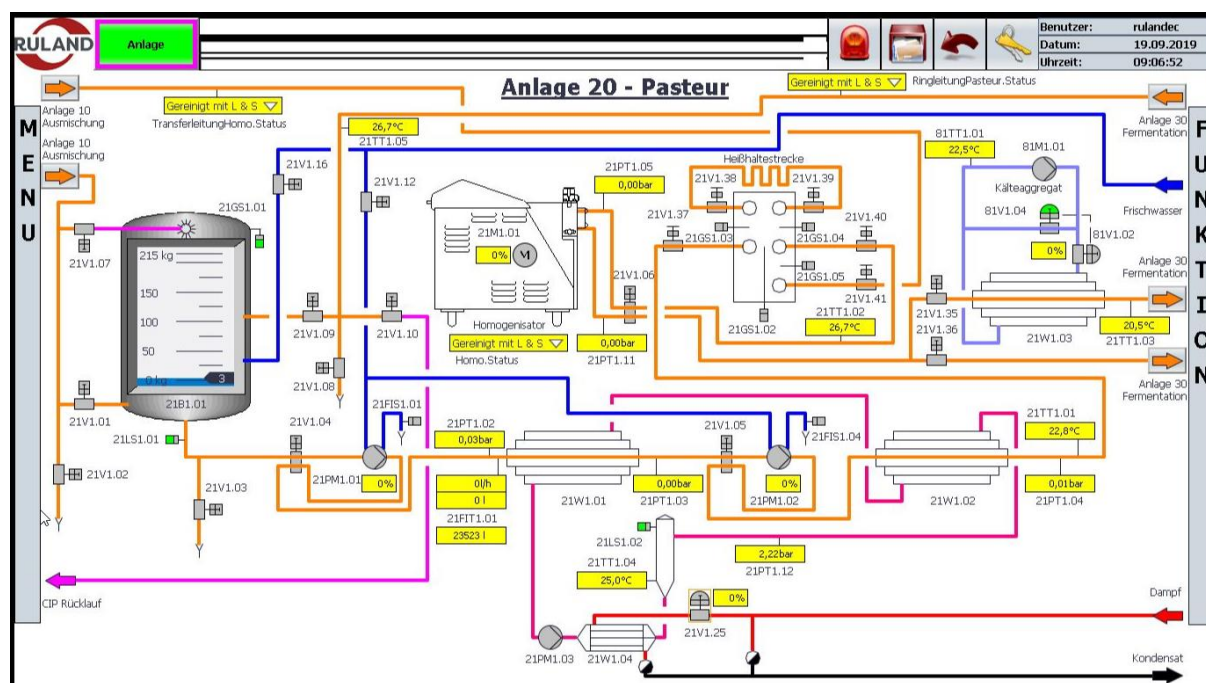 RULAND
Anlage
Benutzer: rulandec
Datum: 19.09.2019
Uhrzeit: 09:06:52
Anlage 20 - Pasteur
Gereinigt mit L & S
RingleitungPasteur.Status
Anlage 10
Ausmischung
Gereinigt mit L & S
TransferleitungHomo.Status
Anlage 30
Fermentation
MENU
FUNKTION
Anlage 10
Ausmischung
26,7°C
21TT1.05
81TT1.01
22,5°C
81M1.01
Kälteaggregat
21V1.16
21V1.12
21PT1.05
0,00bar
Heißhaltestrecke
21V1.38
21V1.39
81V1.04
0%
81V1.02
Frischwasser
21GS1.01
21V1.07
21V1.37
21V1.40
21M1.01
0%
M
21GS1.03
21GS1.04
215 kg
150
100
50
0 kg
3
21B1.01
21V1.06
21GS1.05
21V1.41
Anlage 30
Fermentation
21V1.09
21V1.10
Homogenisator
Gereinigt mit L & S
Homo.Status
0,00bar
21PT1.11
21GS1.02
21TT1.02
26,7°C
21V1.35
21V1.36
21W1.03
20,5°C
21TT1.03
21V1.08
21V1.01
Anlage 30
Fermentation
21LS1.01
21V1.04
21FIS1.01
21PT1.02
0,03bar
21V1.05
21FIS1.04
21TT1.01
22,8°C
21V1.02
21V1.03
21PM1.01
0%
0l/h
0 l
21FIT1.01
23523 l
21W1.01
0,00bar
21PT1.03
21PM1.02
0%
21W1.02
0,01bar
21PT1.04
21LS1.02
21TT1.04
25,0°C
2,22bar
21PT1.12
CIP Rücklauf
0%
21V1.25
Dampf
21PM1.03
21W1.04
Kondensat